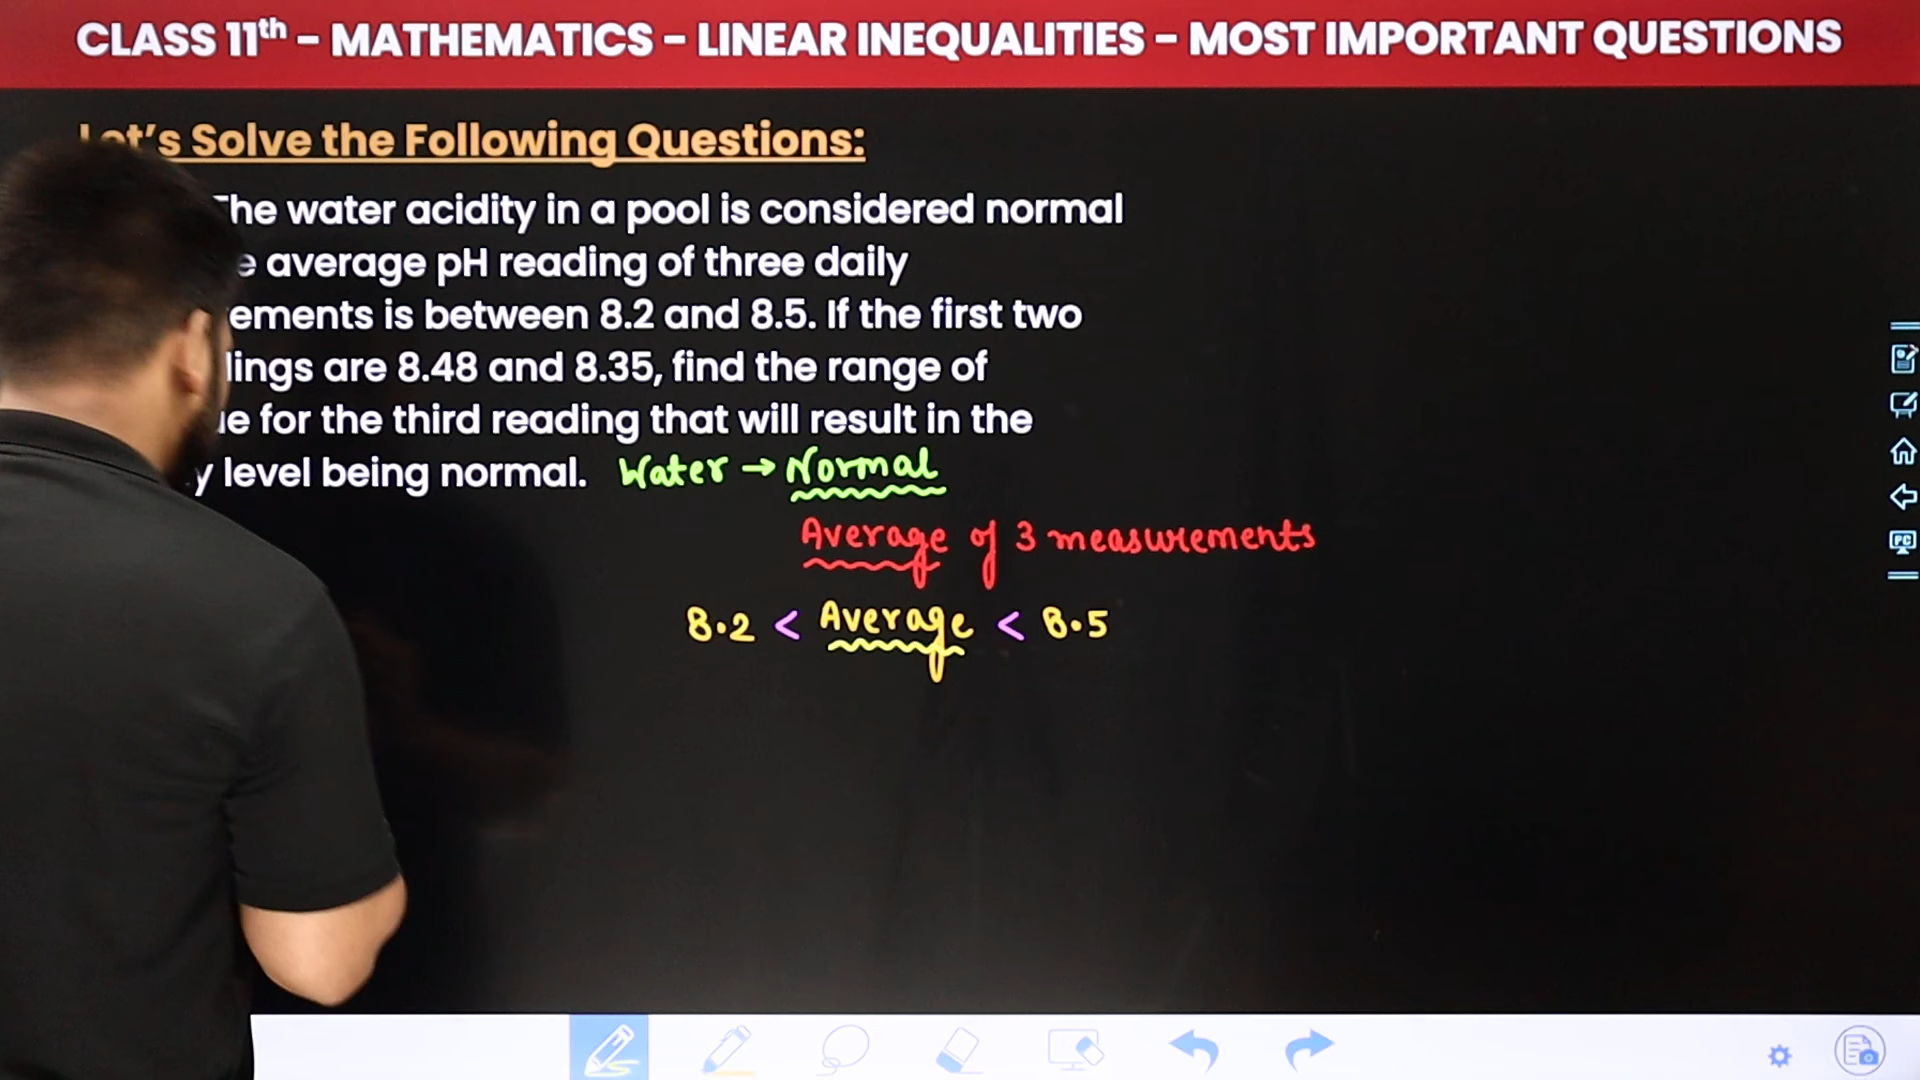 CLASS 11th - MATHEMATICS - LINEAR INEQUALITIES - MOST IMPORTANT QUESTIONS
Let's Solve the Following Questions:
The water acidity in a pool is considered normal
average pH reading of three daily
is between 8.2 and 8.5. If the first two
are 8.48 and 8.35, find the range of
for the third reading that will result in the
level being normal.
Water → Normal
Average of 3 measurements
8.2 < Average < 8.5
PC